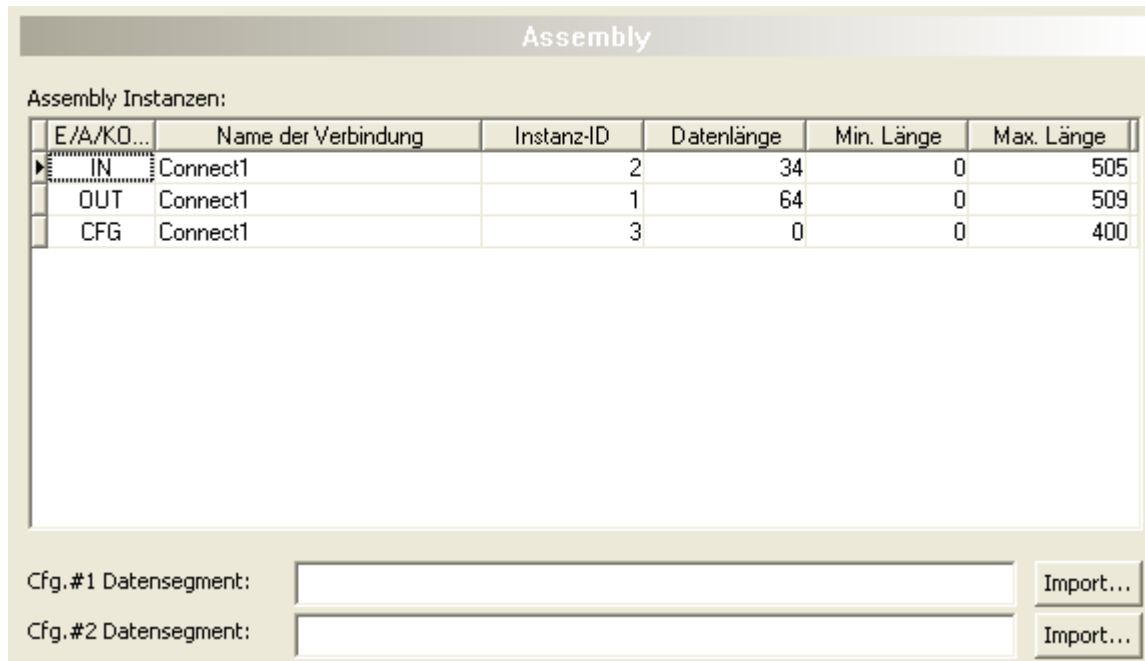 Assembly
Assembly Instanzen:
E/A/KO... Name der Verbindung Instanz-ID Datenlänge Min. Länge Max. Länge
IN Connect1 2 34 0 505
OUT Connect1 1 64 0 509
CFG Connect1 3 0 0 400
Cfg.#1 Datensegment: Import...
Cfg.#2 Datensegment: Import...